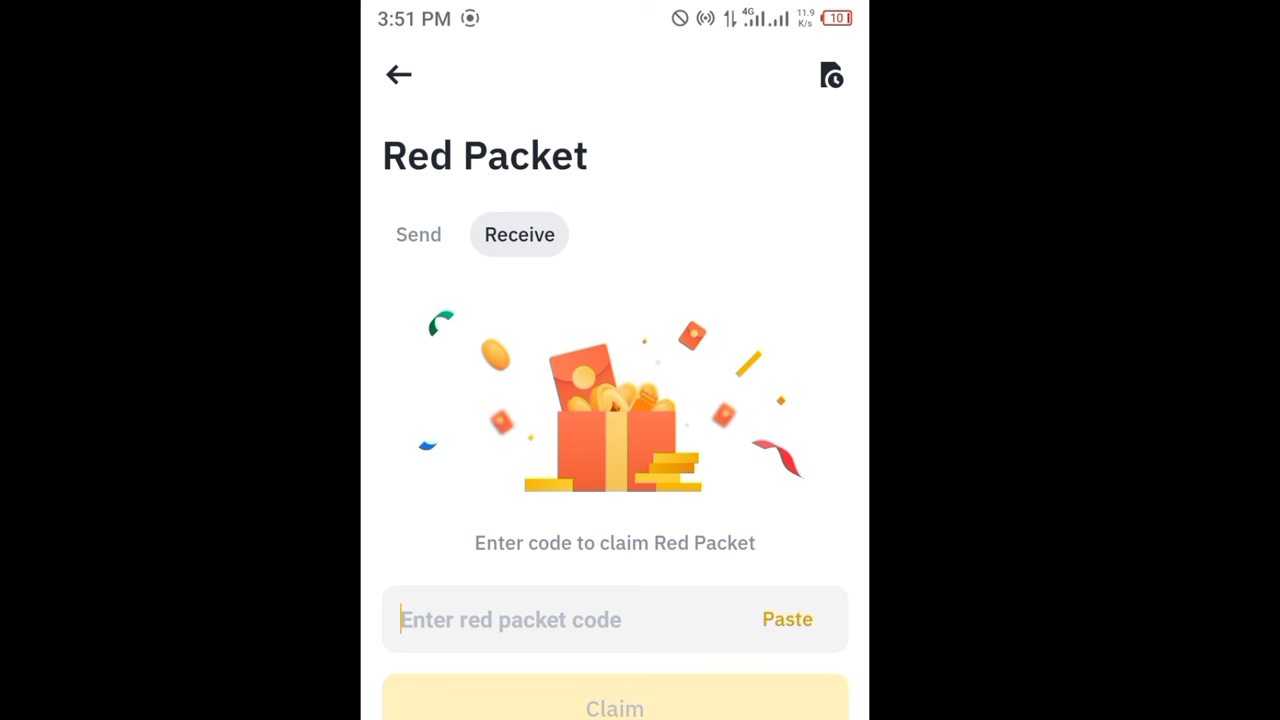 3:51 PM 4G 11.9 K/s 10
Red Packet
Send Receive
Enter code to claim Red Packet
Enter red packet code Paste
Claim